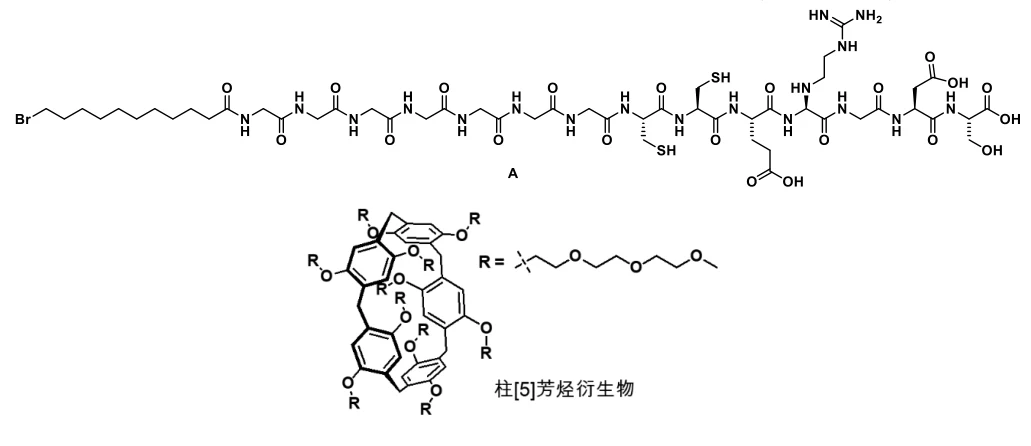 HN NH₂
NH
O H N O H N O H N O SH O HN O O OH
Br N H O N H O N H O N H O H N O N H O H N O N H O H N O N H O H N O OH
SH O OH OH
A
R R
O O
R O O R
O R O
R R = O O O
O R O
O O R
R O R
柱[5]芳烃衍生物